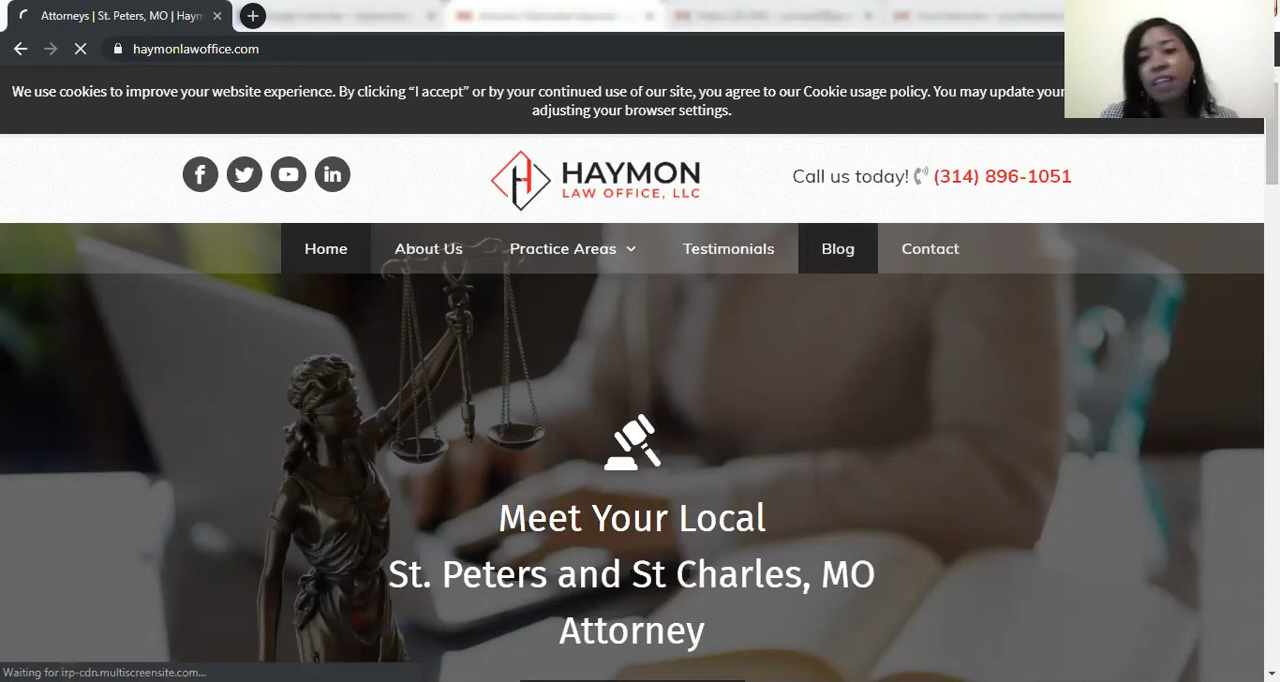 Attorneys | St. Peters, MO | Haym
haymonlawoffice.com
We use cookies to improve your website experience. By clicking “I accept” or by your continued use of our site, you agree to our Cookie usage policy. You may update your
adjusting your browser settings.
HAYMON
LAW OFFICE, LLC
Call us today! (314) 896-1051
Home About Us Practice Areas Testimonials Blog Contact
Meet Your Local
St. Peters and St Charles, MO
Attorney
Waiting for irp-cdn.multiscreensite.com...